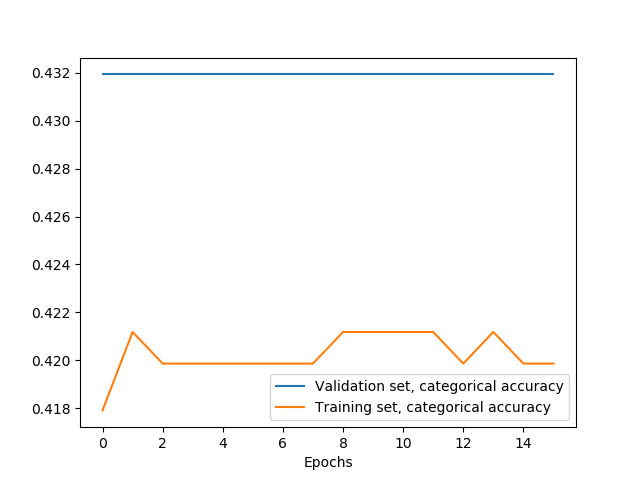 0.432
0.430
0.428
0.426
0.424
0.422
0.420
0.418
Validation set, categorical accuracy
Training set, categorical accuracy
0 2 4 6 8 10 12 14
Epochs